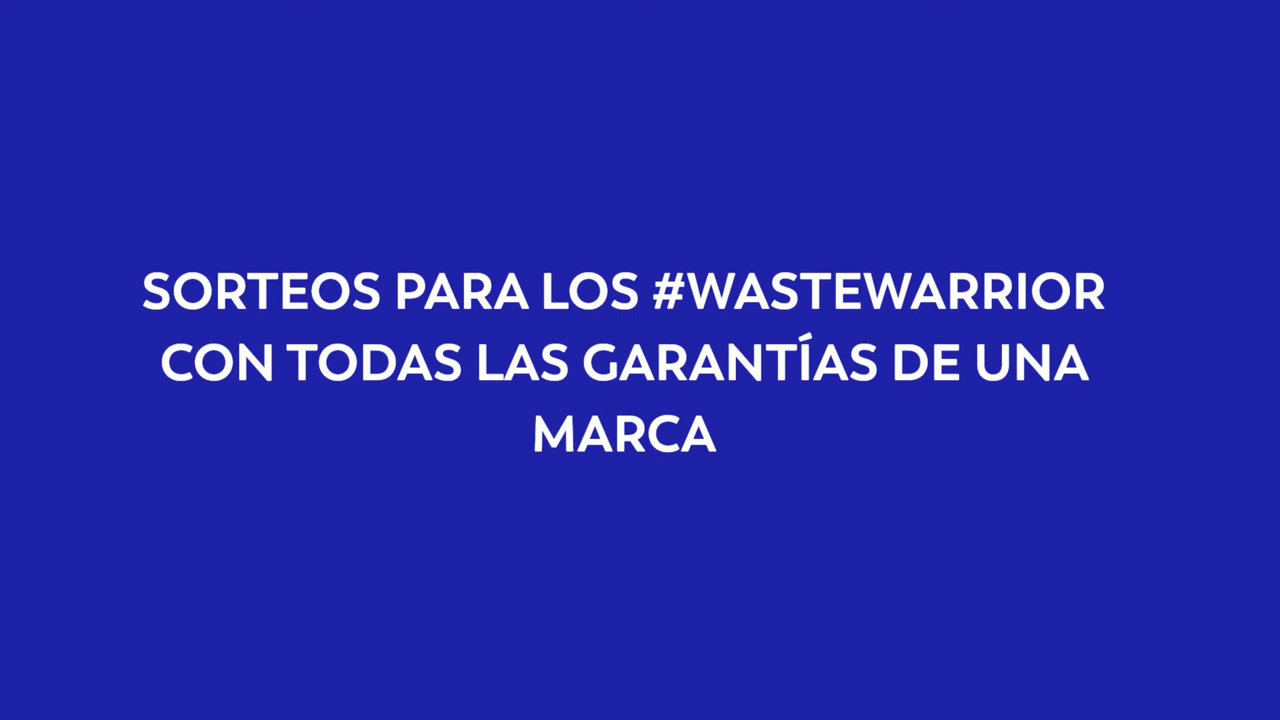 SORTEOS PARA LOS #WASTEWARRIOR
CON TODAS LAS GARANTÍAS DE UNA
MARCA